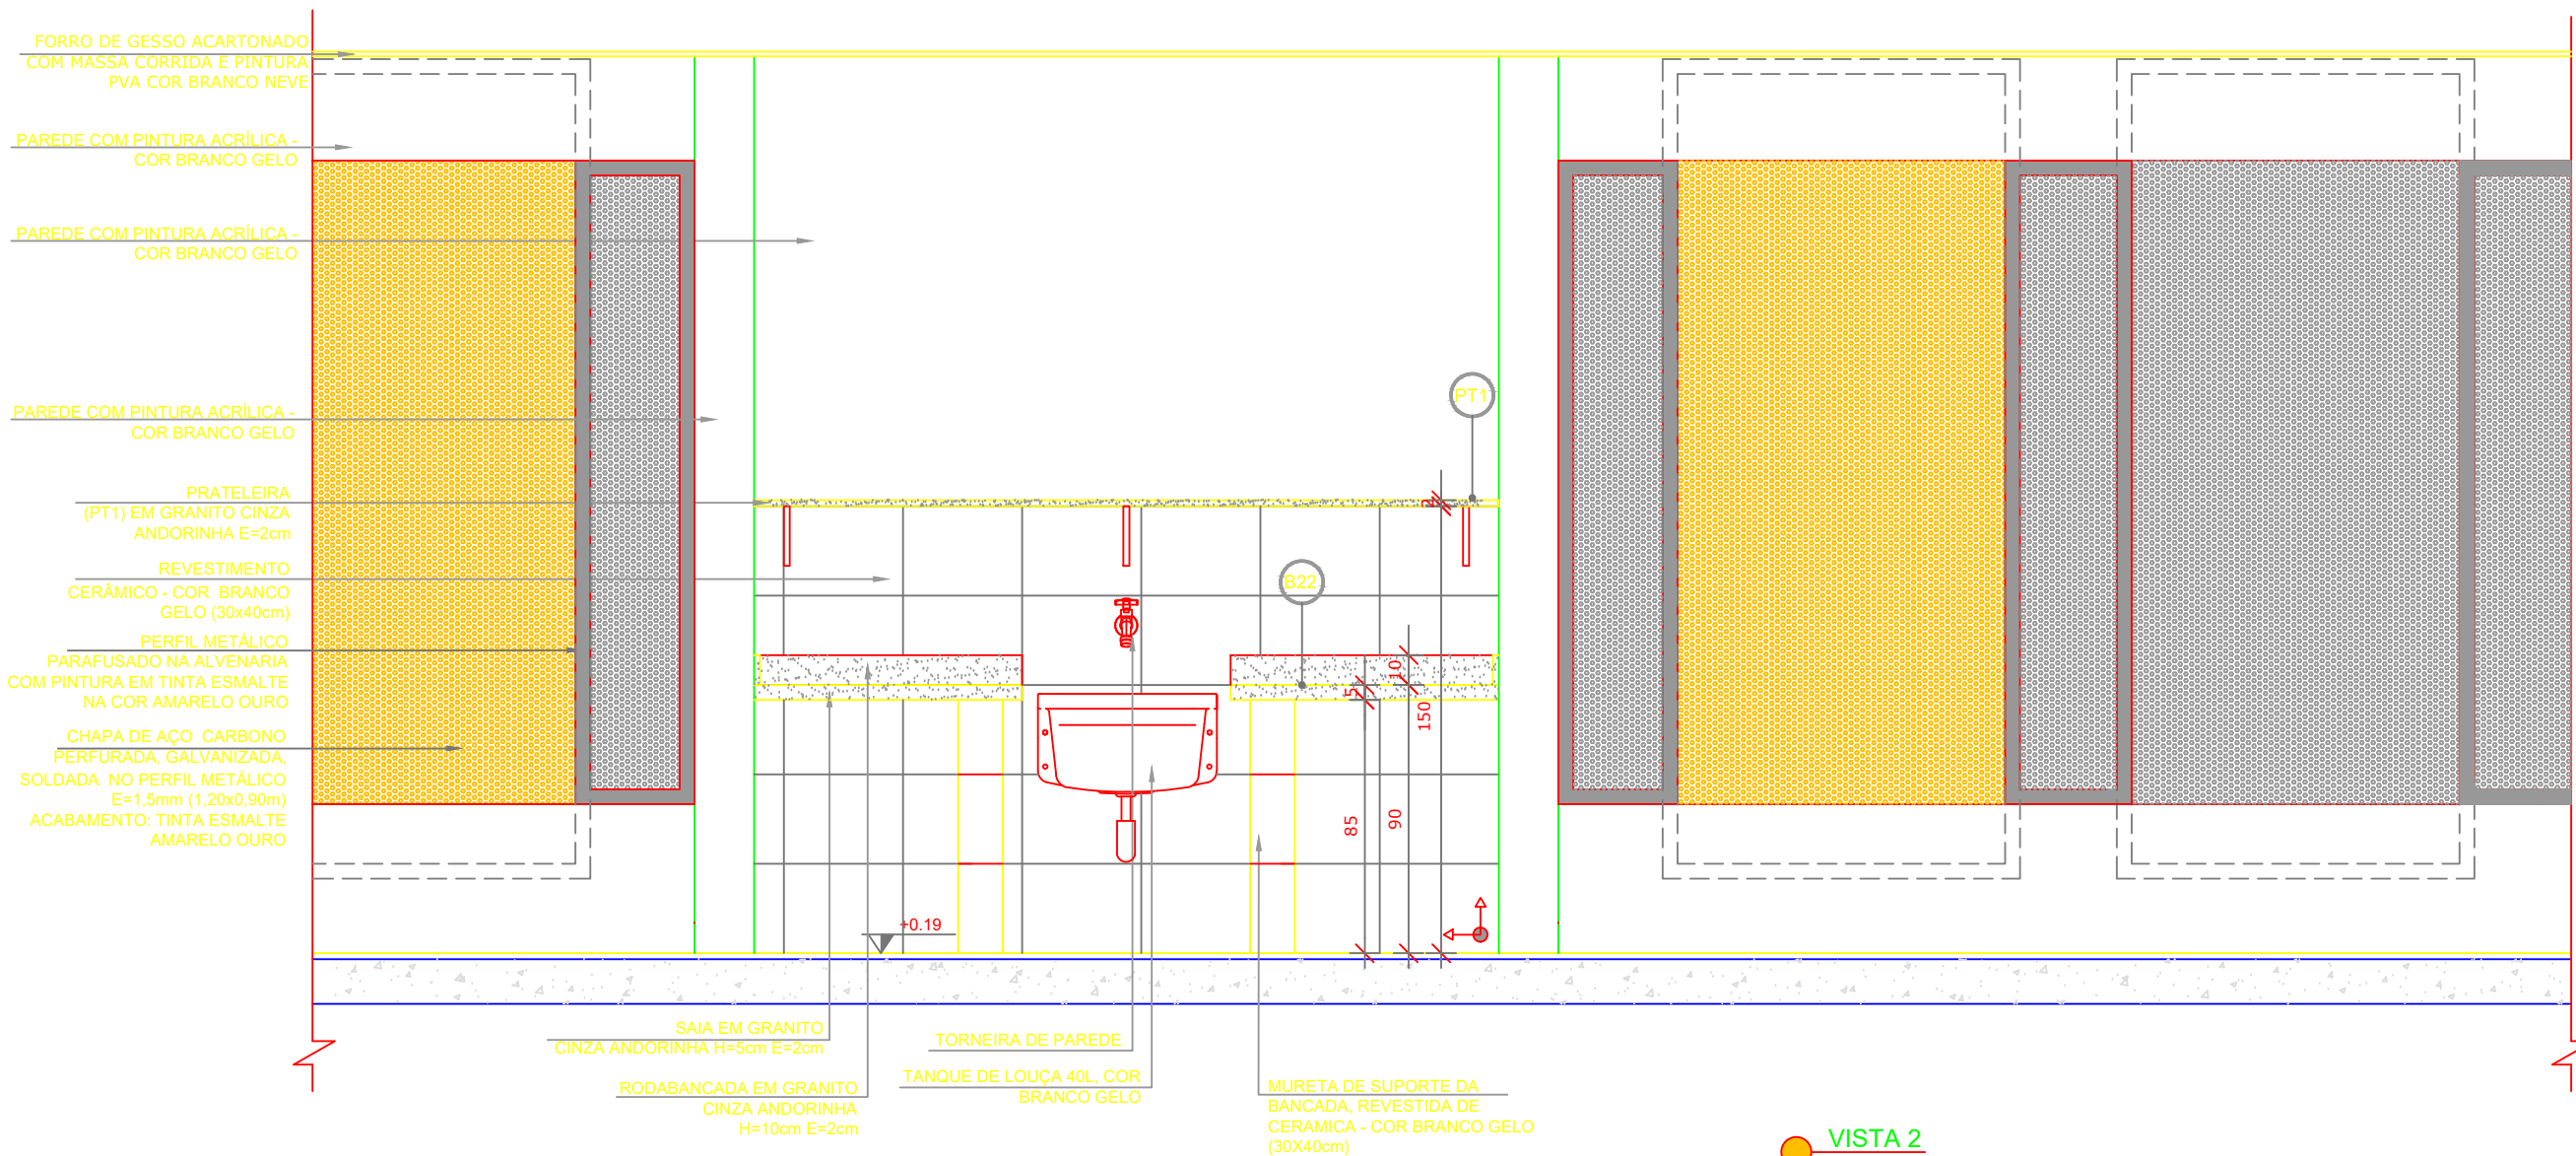 FORRO DE GESSO ACARTONADO
COM MASSA CORRIDA E PINTURA
PVA COR BRANCO NEVE
PAREDE COM PINTURA ACRÍLICA -
COR BRANCO GELO
PAREDE COM PINTURA ACRÍLICA -
COR BRANCO GELO
PAREDE COM PINTURA ACRÍLICA -
COR BRANCO GELO
PRATELEIRA
(PT1) EM GRANITO CINZA
ANDORINHA E=2cm
REVESTIMENTO
CERÂMICO - COR BRANCO
GELO (30x40cm)
PERFIL METÁLICO
PARAFUSADO NA ALVENARIA
COM PINTURA EM TINTA ESMALTE
NA COR AMARELO OURO
CHAPA DE AÇO CARBONO
PERFURADA, GALVANIZADA,
SOLDADA NO PERFIL METÁLICO
E=1,5mm (1,20x0,90m)
ACABAMENTO: TINTA ESMALTE
AMARELO OURO
PT1
2
B22
10
5
150
85
90
+0.19
SAIA EM GRANITO
CINZA ANDORINHA H=5cm E=2cm
RODABANCADA EM GRANITO
CINZA ANDORINHA
H=10cm E=2cm
TORNEIRA DE PAREDE
TANQUE DE LOUÇA 40L, COR
BRANCO GELO
MURETA DE SUPORTE DA
BANCADA, REVESTIDA DE
CERAMICA - COR BRANCO GELO
(30X40cm)
VISTA 2